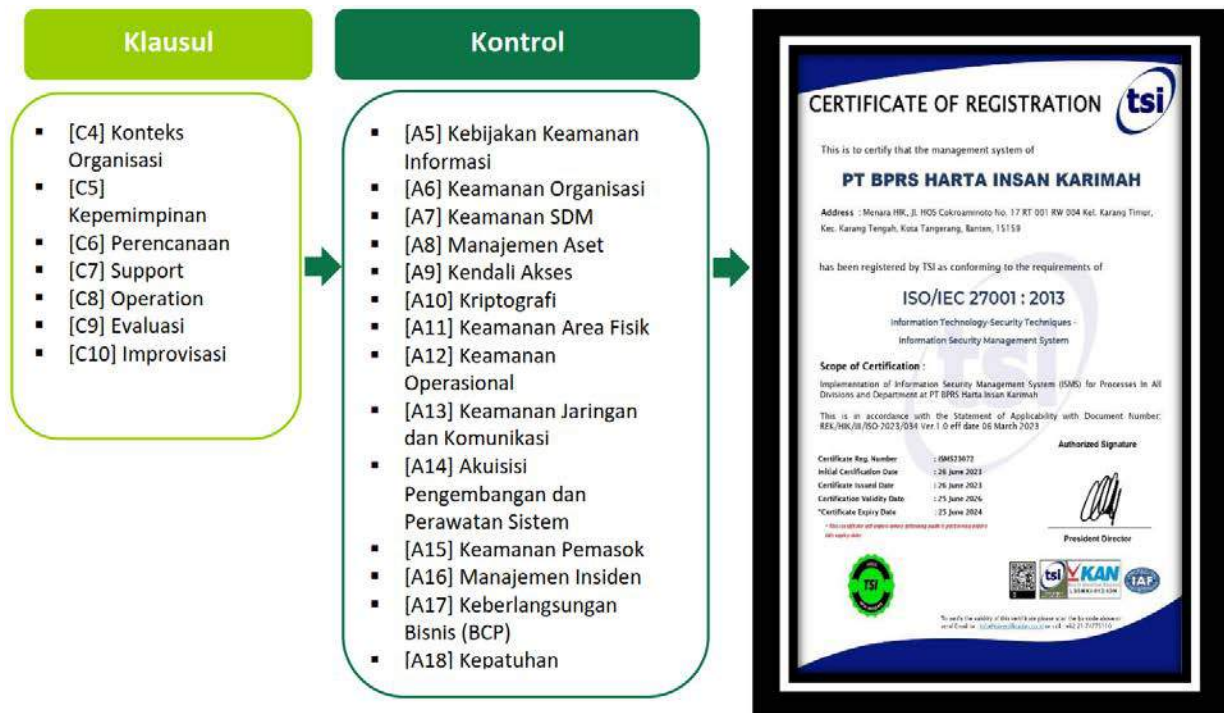 Klausul
[C4] Konteks
Organisasi
[C5]
Kepemimpinan
[C6] Perencanaan
[C7] Support
[C8] Operation
[C9] Evaluasi
[C10] Improvisasi
Kontrol
[A5] Kebijakan Keamanan
Informasi
[A6] Keamanan Organisasi
[A7] Keamanan SDM
[A8] Manajemen Aset
[A9] Kendali Akses
[A10] Kriptografi
[A11] Keamanan Area Fisik
[A12] Keamanan
Operasional
[A13] Keamanan Jaringan
dan Komunikasi
[A14] Akuisisi
Pengembangan dan
Perawatan Sistem
[A15] Keamanan Pemasok
[A16] Manajemen Insiden
[A17] Keberlangsungan
Bisnis (BCP)
[A18] Kepatuhan
CERTIFICATE OF REGISTRATION
tsi
This is to certify that the management system of
PT BPRS HARTA INSAN KARIMAH
Address : Menara HIK, Jl. HOS Cokroaminoto No. 17 RT 001 RW 004 Kel. Karang Timur,
Kec. Karang Tengah, Kota Tangerang, Banten, 15159
has been registered by TSI as conforming to the requirements of
ISO/IEC 27001 : 2013
Information Technology-Security Techniques -
Information Security Management System
Scope of Certification :
Implementation of Information Security Management System (ISMS) for Processes In All
Divisions and Department at PT BPRS Harta Insan Karimah
This is in accordance with the Statement of Applicability with Document Number:
REK/HIK/III/ISO-2023/034 Ver.1.0 eff date 06 March 2023
Authorized Signature
Certificate Reg. Number : ISMS23072
Initial Certification Date : 26 June 2023
Certificate Issued Date : 26 June 2023
Certification Validity Date : 25 June 2026
*Certificate Expiry Date : 25 June 2024
President Director
TSI
tsi
KAN
IAF
To verify the validity of this certificate please scan the